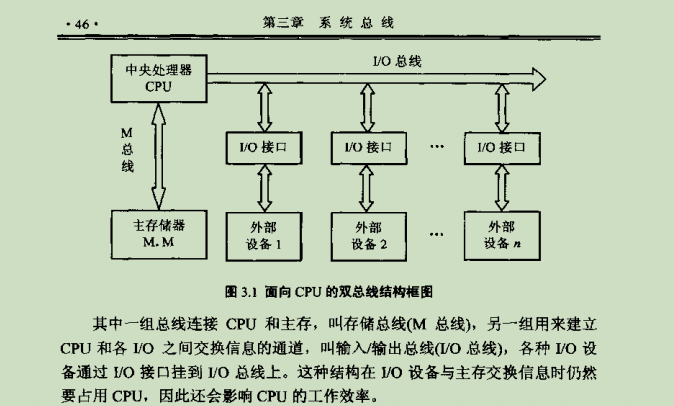 ·46· 第三章 系统总线
I/O 总线
中央处理器
CPU
M
总
线
I/O 接口 I/O 接口 … I/O 接口
主存储器
M.M
外部
设备 1
外部
设备 2
…
外部
设备 n
图 3.1 面向 CPU 的双总线结构框图
其中一组总线连接 CPU 和主存，叫存储总线(M 总线)，另一组用来建立
CPU 和各 I/O 之间交换信息的通道，叫输入/输出总线(I/O 总线)，各种 I/O 设
备通过 I/O 接口挂到 I/O 总线上。这种结构在 I/O 设备与主存交换信息时仍然
要占用 CPU，因此还会影响 CPU 的工作效率。